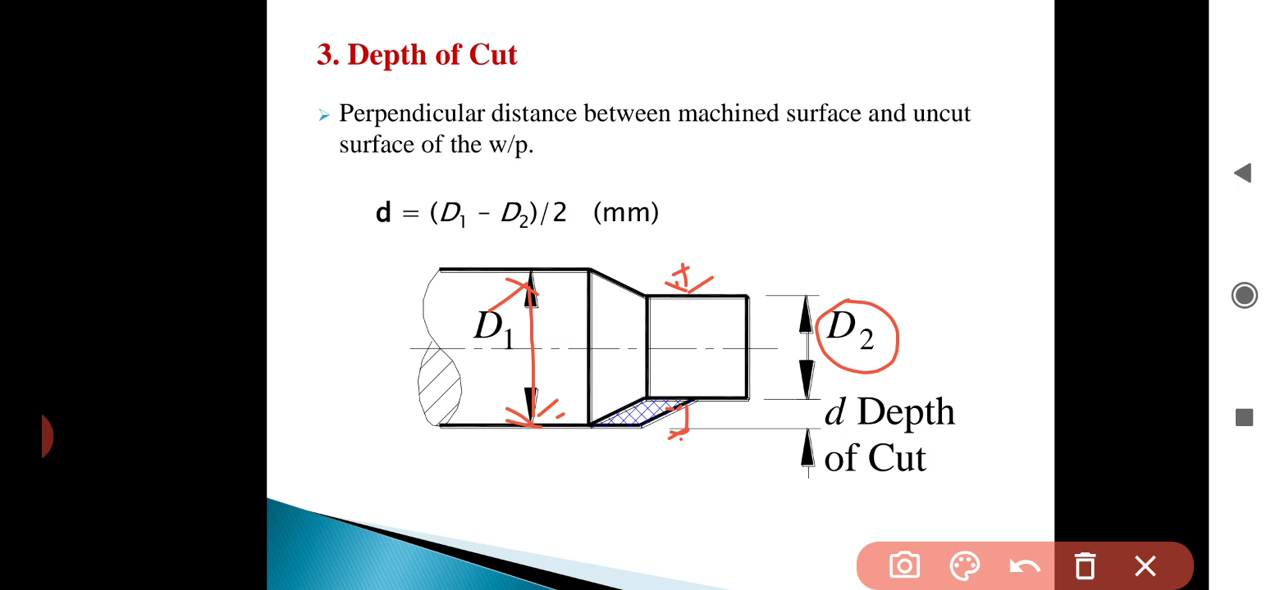 3. Depth of Cut
Perpendicular distance between machined surface and uncut
surface of the w/p.
d = (D₁ - D₂)/2 (mm)
D₁
D₂
d Depth
of Cut